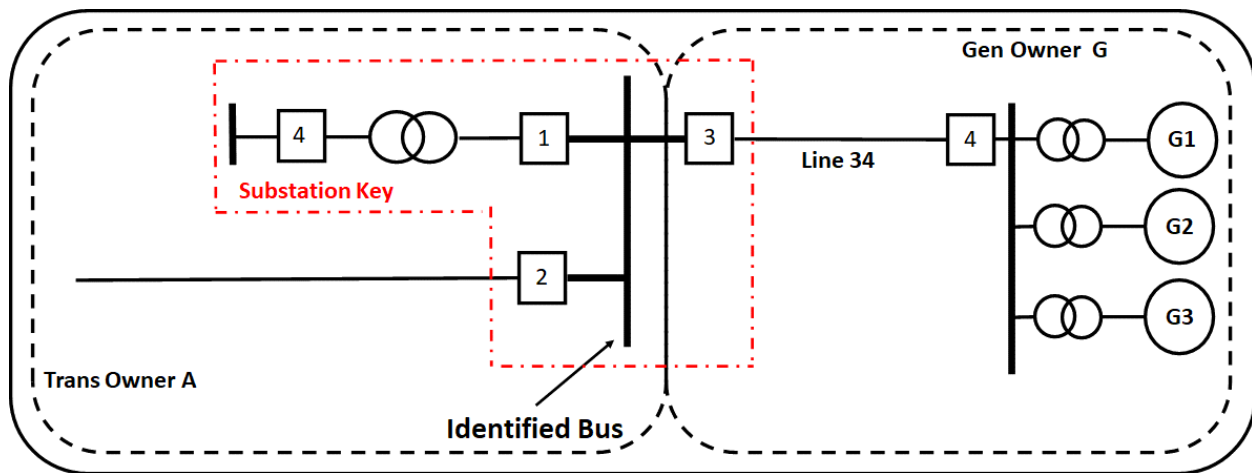 Gen Owner G
4
1
3
4
G1
Line 34
Substation Key
G2
2
G3
Trans Owner A
Identified Bus